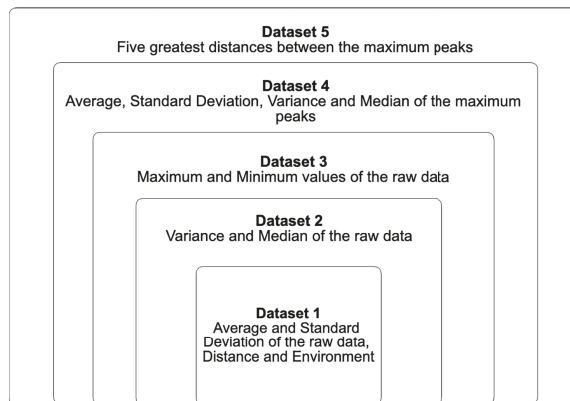 Dataset 5
Five greatest distances between the maximum peaks
Dataset 4
Average, Standard Deviation, Variance and Median of the maximum
peaks
Dataset 3
Maximum and Minimum values of the raw data
Dataset 2
Variance and Median of the raw data
Dataset 1
Average and Standard
Deviation of the raw data,
Distance and Environment